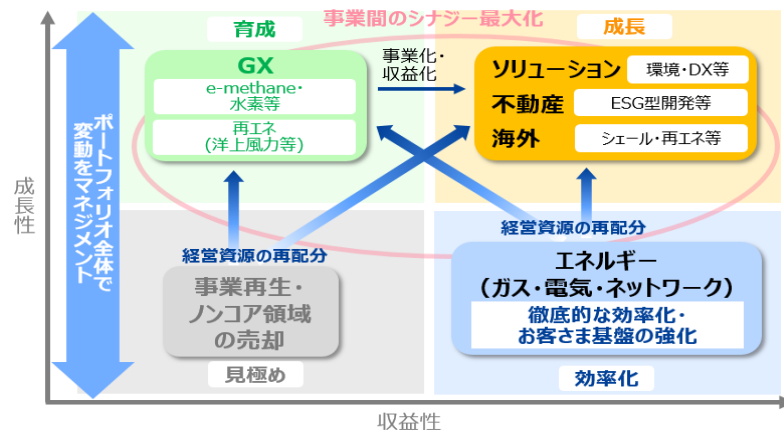 事業間のシナジー最大化
育成
成長
GX
e-methane・
水素等
再エネ
(洋上風力等)
事業化・
収益化
ソリューション
環境・DX等
不動産
ESG型開発等
海外
シェール・再エネ等
ポートフォリオ全体で
変動をマネジメント
成長性
経営資源の再配分
経営資源の再配分
事業再生・
ノンコア領域
の売却
エネルギー
(ガス・電気・ネットワーク)
徹底的な効率化・
お客さま基盤の強化
見極め
効率化
収益性